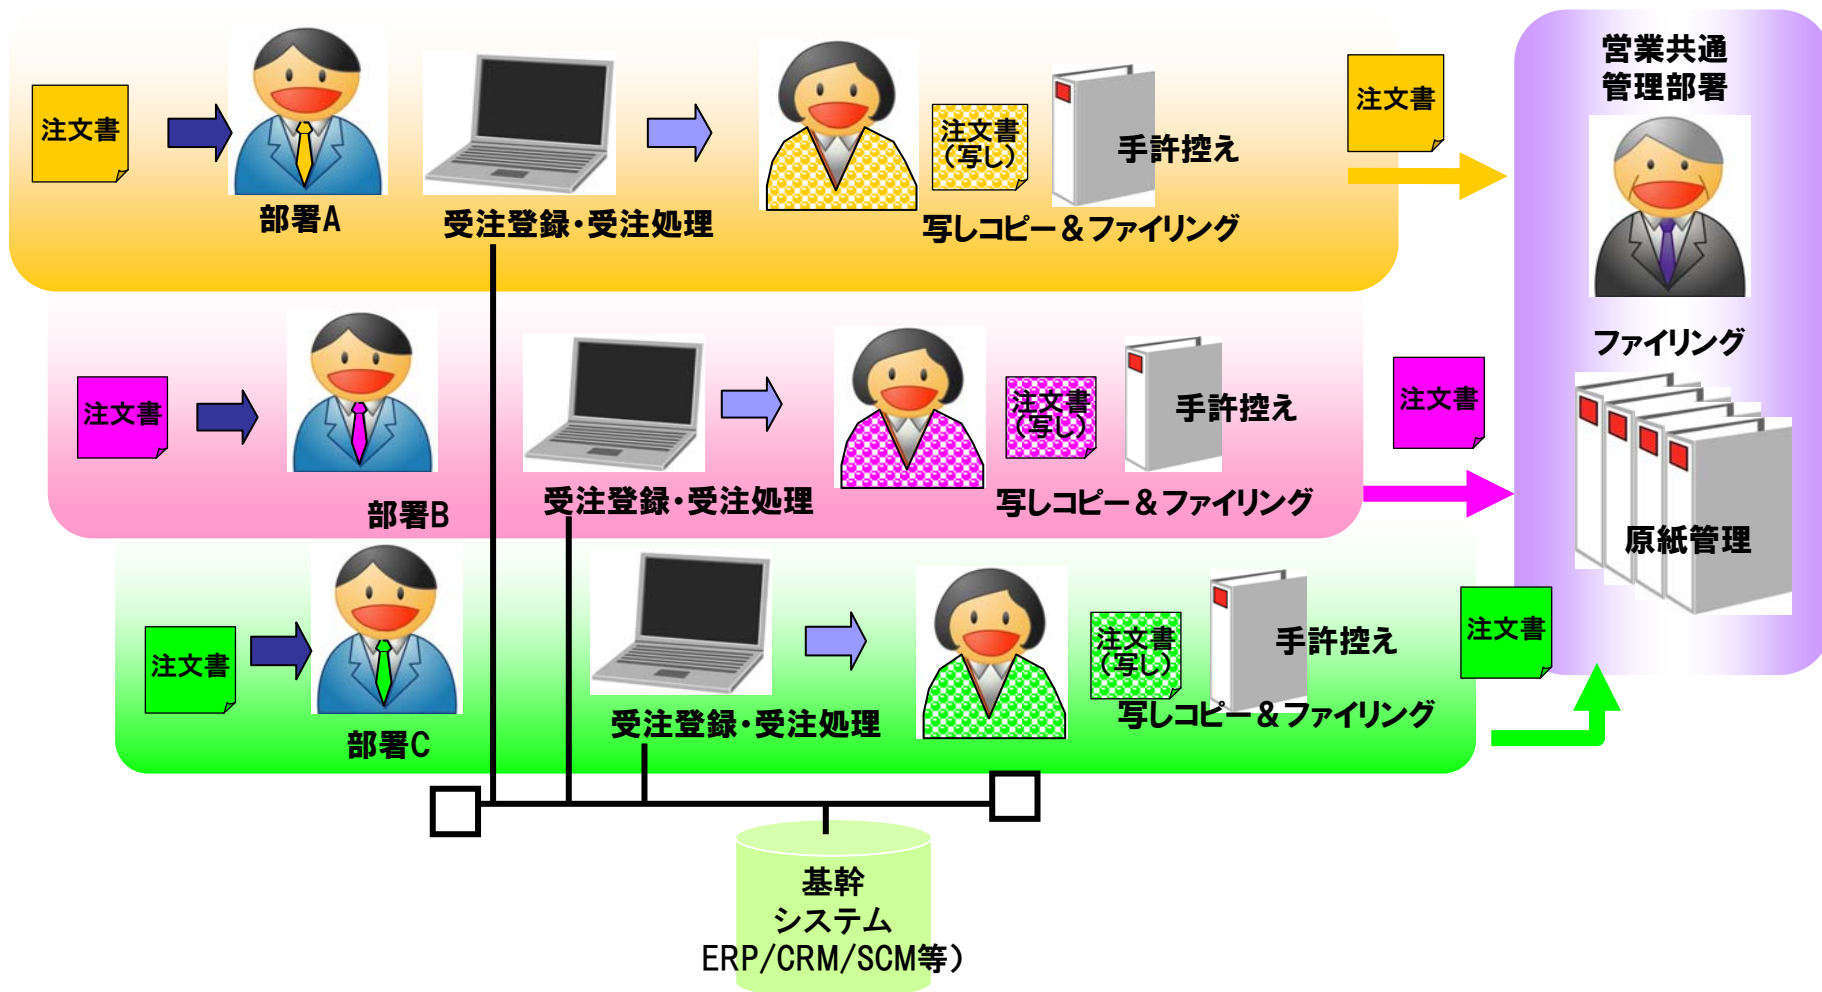 注文書
部署A
受注登録・受注処理
注文書
（写し）
手許控え
写しコピー＆ファイリング
注文書
営業共通
管理部署
ファイリング
原紙管理
注文書
部署B
受注登録・受注処理
注文書
（写し）
手許控え
写しコピー＆ファイリング
注文書
注文書
部署C
受注登録・受注処理
注文書
（写し）
手許控え
写しコピー＆ファイリング
注文書
基幹
システム
ERP/CRM/SCM等）